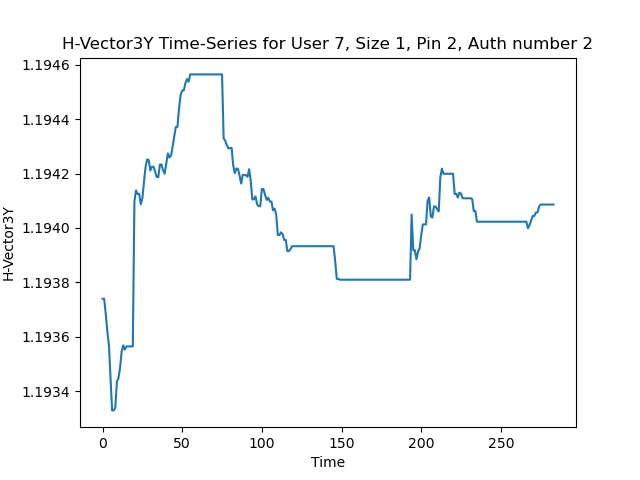 H-Vector3Y Time-Series for User 7, Size 1, Pin 2, Auth number 2
1.1946
1.1944
1.1942
1.1940
1.1938
1.1936
1.1934
H-Vector3Y
0 50 100 150 200 250
Time